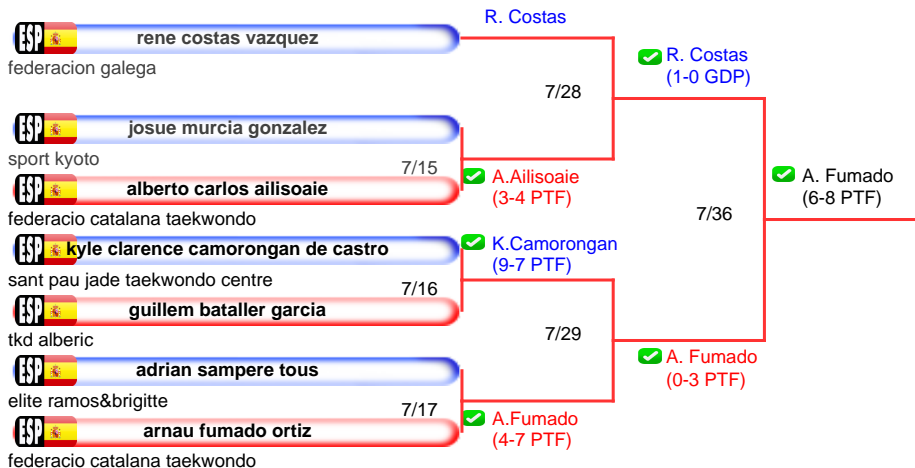 R. Costas
ESP rene costas vazquez
federacion galega
R. Costas
(1-0 GDP)
7/28
ESP josue murcia gonzalez
sport kyoto
7/15
ESP alberto carlos ailisoaie
A.Ailisoaie
(3-4 PTF)
federacio catalana taekwondo
A. Fumado
(6-8 PTF)
7/36
ESP kyle clarence camorongan de castro
K.Camorongan
(9-7 PTF)
sant pau jade taekwondo centre
7/16
ESP guillem bataller garcia
tkd alberic
7/29
ESP adrian sampere tous
A. Fumado
(0-3 PTF)
elite ramos&brigitte
7/17
ESP arnau fumado ortiz
A.Fumado
(4-7 PTF)
federacio catalana taekwondo